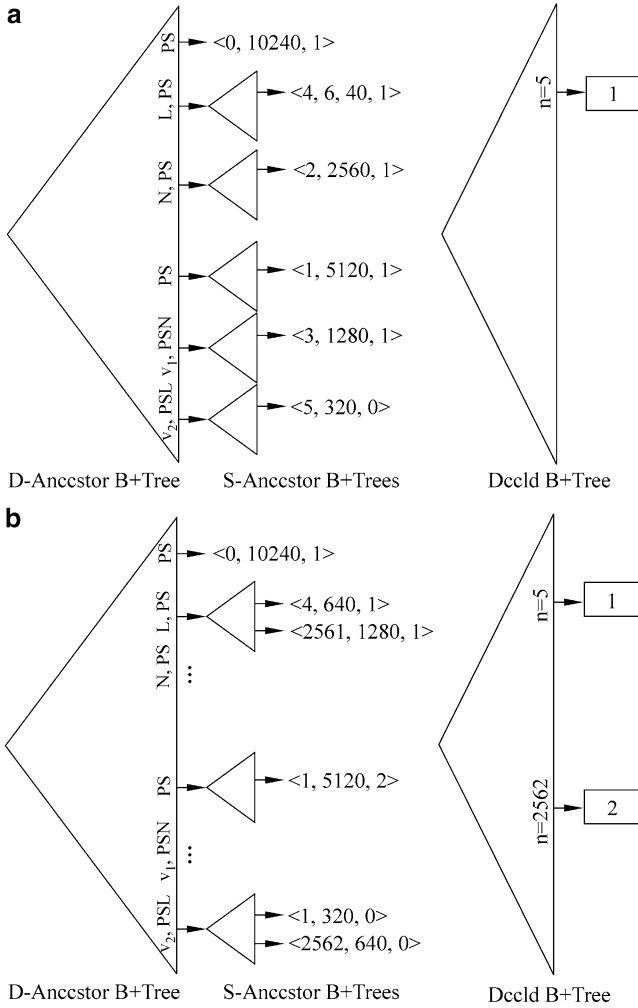 a
PS
<0, 10240, 1>
L, PS
<4, 6, 40, 1>
N, PS
<2, 2560, 1>
PS
<1, 5120, 1>
v1, PSN
<3, 1280, 1>
v2, PSL
<5, 320, 0>
n=5
1
D-Anccstor B+Tree
S-Anccstor B+Trees
Dccld B+Tree
b
PS
<0, 10240, 1>
L, PS
<4, 640, 1>
<2561, 1280, 1>
N, PS
...
PS
<1, 5120, 2>
v1, PSN
...
v2, PSL
<1, 320, 0>
<2562, 640, 0>
n=5
1
n=2562
2
D-Anccstor B+Tree
S-Anccstor B+Trees
Dccld B+Tree